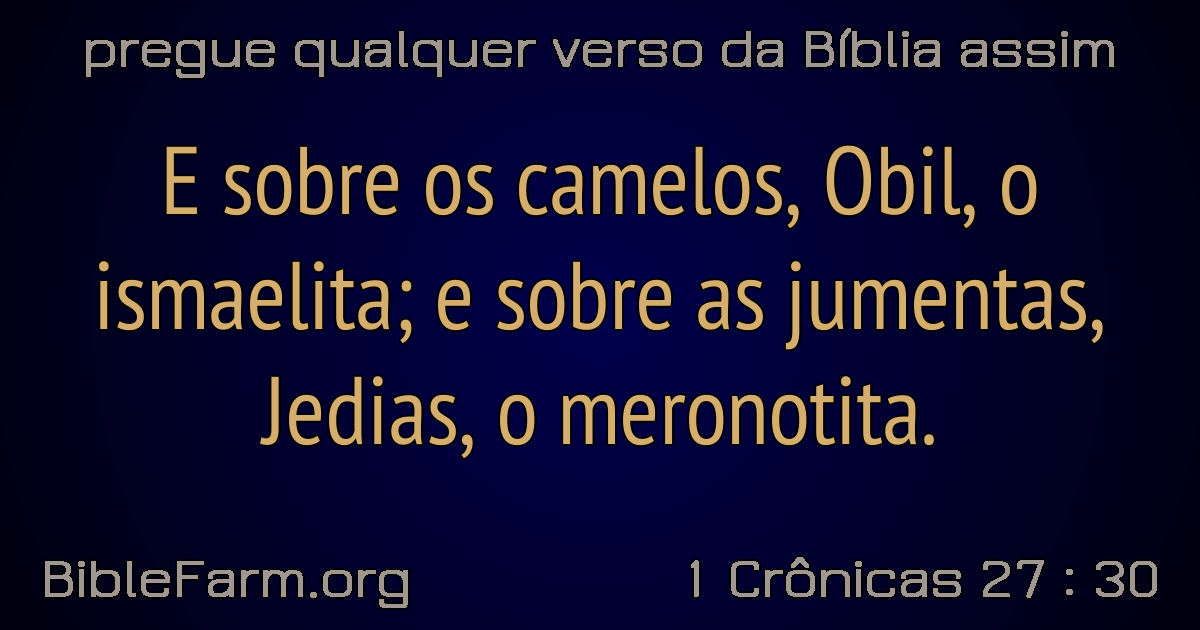 pregue qualquer verso da Bíblia assim
E sobre os camelos, Obil, o
ismaelita; e sobre as jumentas,
Jedias, o meronotita.
BibleFarm.org
1 Crônicas 27 : 30